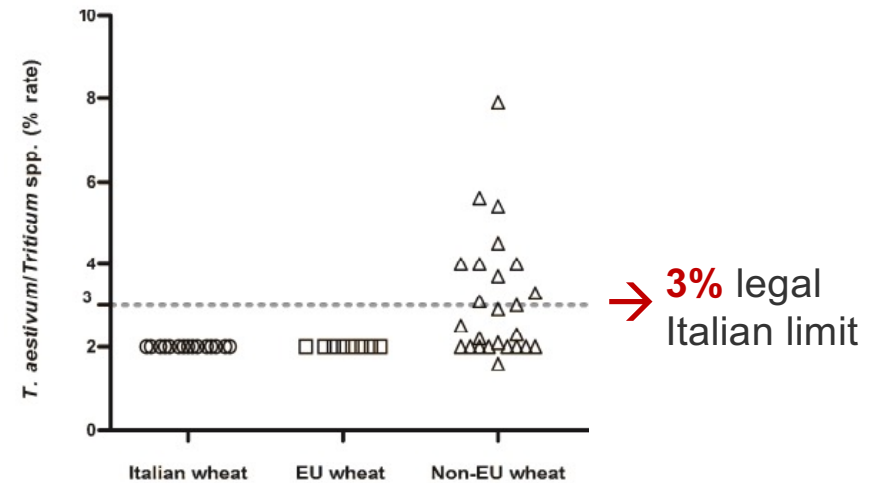 T. aestivum/Triticum spp. (% rate)
10
8
6
4
3
2
0
Italian wheat EU wheat Non-EU wheat
→ 3% legal
Italian limit